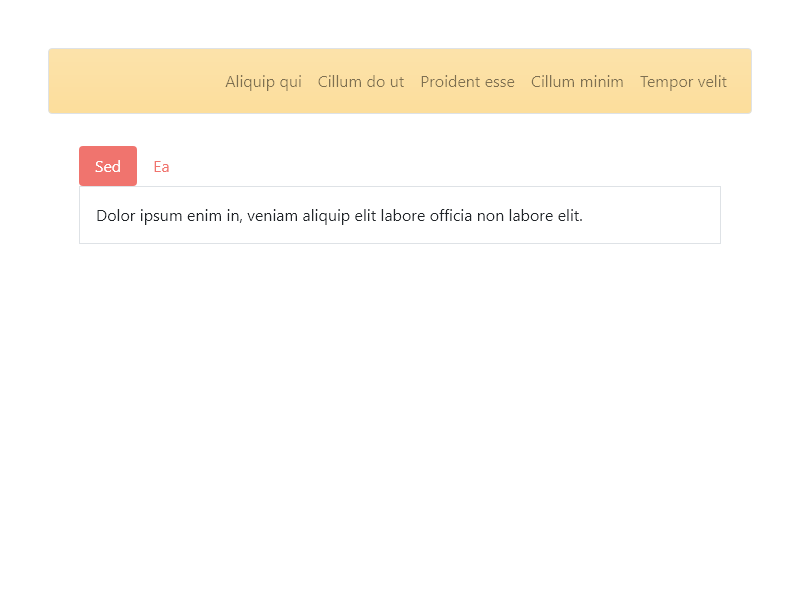 Aliquip qui Cillum do ut Proident esse Cillum minim Tempor velit
Sed Ea
Dolor ipsum enim in, veniam aliquip elit labore officia non labore elit.